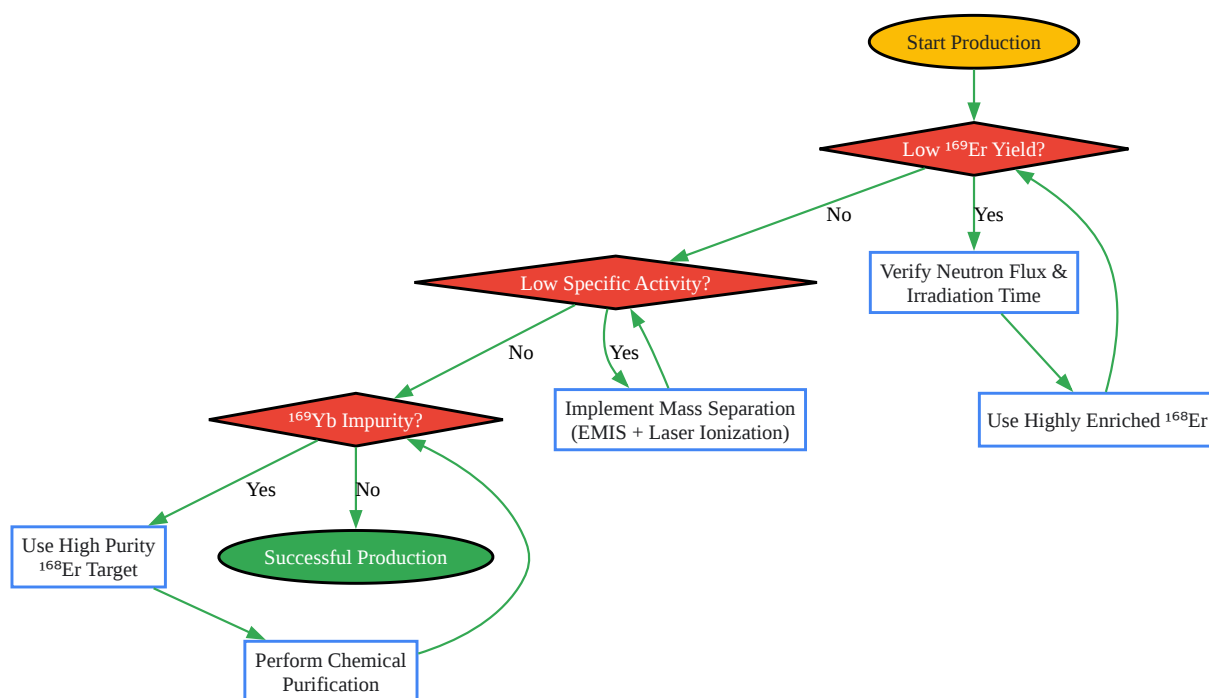 Start Production
Low ¹⁶⁹Er Yield?
No
Yes
Verify Neutron Flux &
Irradiation Time
Low Specific Activity?
No
Yes
Implement Mass Separation
(EMIS + Laser Ionization)
Use Highly Enriched ¹⁶⁸Er
¹⁶⁹Yb Impurity?
Yes
No
Use High Purity
¹⁶⁸Er Target
Successful Production
Perform Chemical
Purification